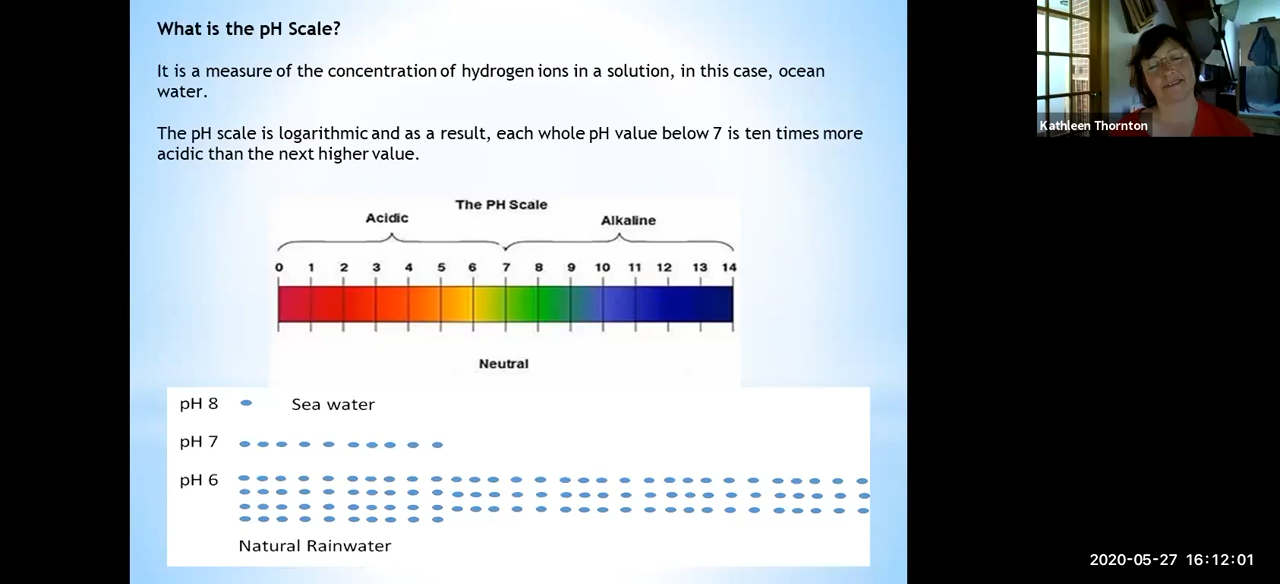 What is the pH Scale?
It is a measure of the concentration of hydrogen ions in a solution, in this case, ocean
water.
The pH scale is logarithmic and as a result, each whole pH value below 7 is ten times more
acidic than the next higher value.
The PH Scale
Acidic
Alkaline
0 1 2 3 4 5 6 7 8 9 10 11 12 13 14
Neutral
pH 8 Sea water
pH 7
pH 6
Natural Rainwater
Kathleen Thornton
2020-05-27 16:12:01